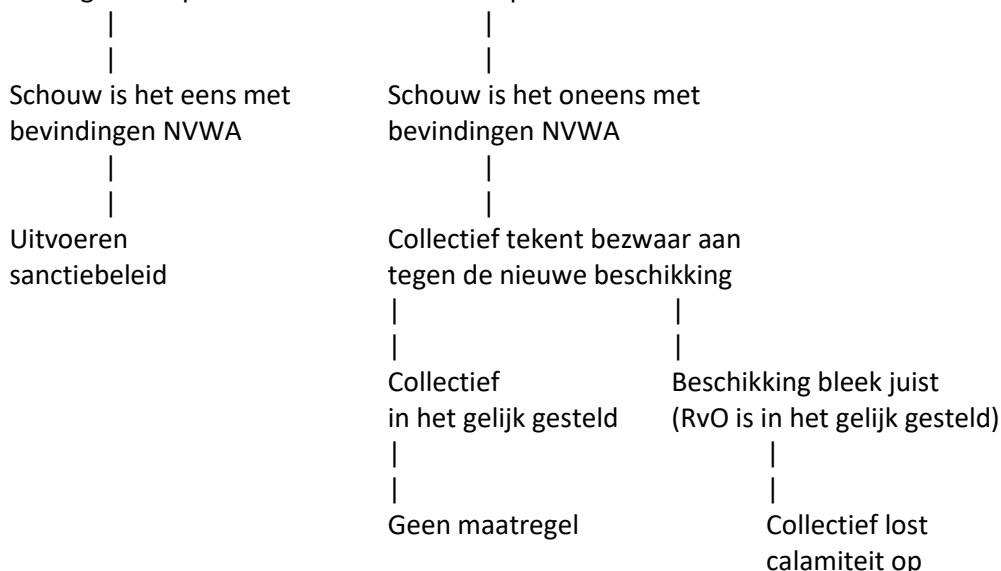 Schouw is het eens met
bevindingen NVWA
Schouw is het oneens met
bevindingen NVWA
Uitvoeren
sanctiebeleid
Collectief tekent bezwaar aan
tegen de nieuwe beschikking
Collectief
in het gelijk gesteld
Beschikking bleek juist
(RvO is in het gelijk gesteld)
Geen maatregel
Collectief lost
calamiteit op